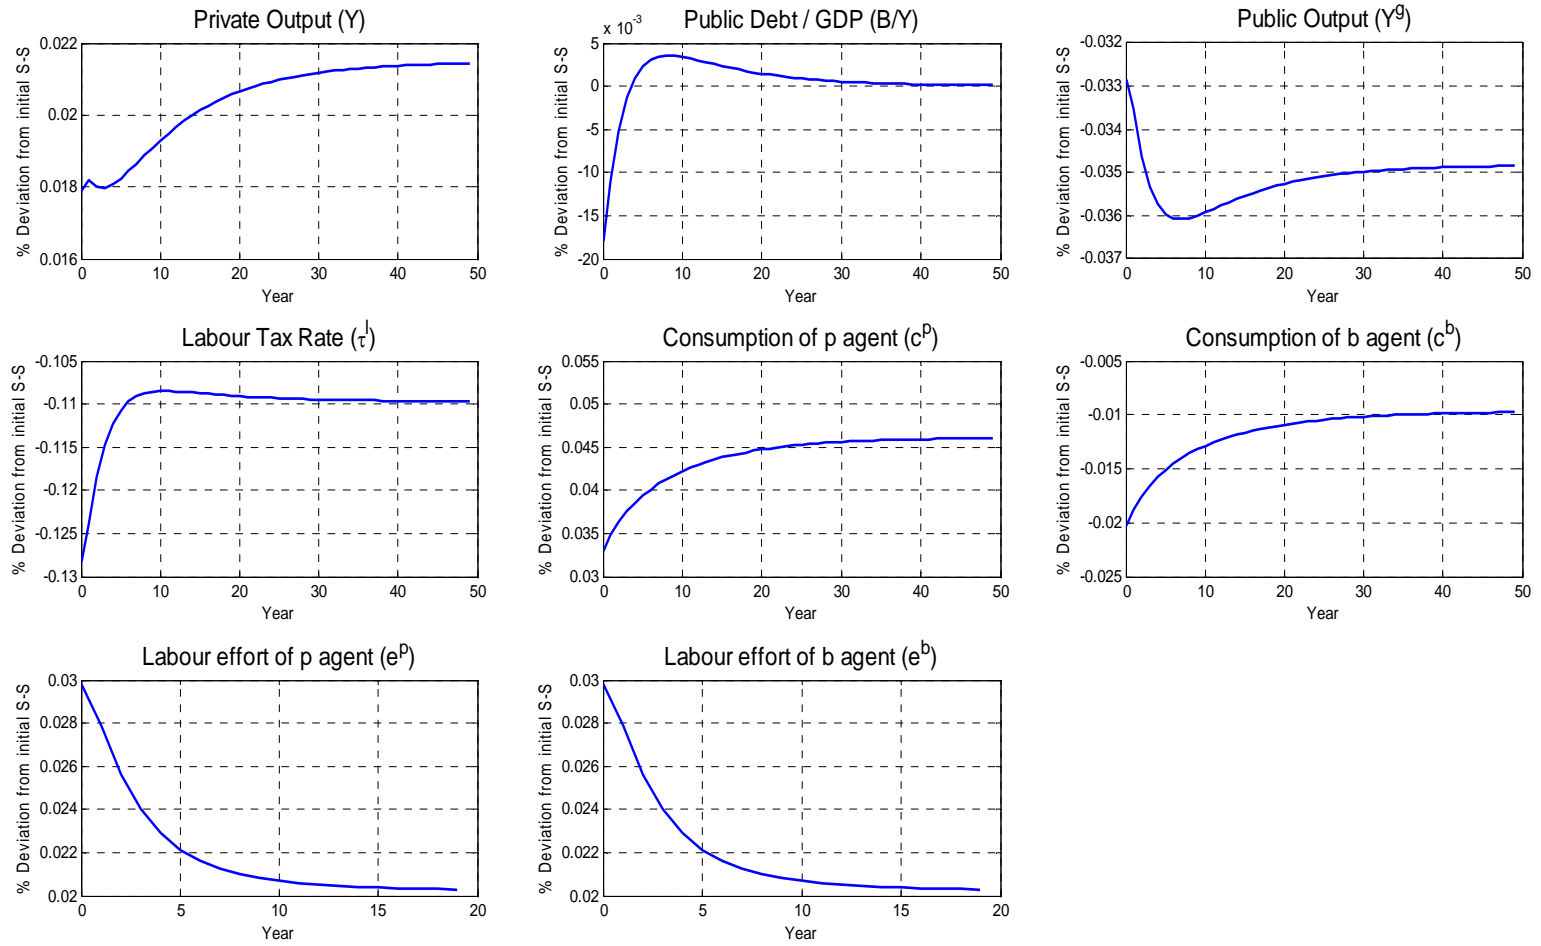 Private Output (Y)
% Deviation from initial S-S
0.022
0.02
0.018
0.016
0 10 20 30 40 50
Year
Public Debt / GDP (B/Y)
x 10^-3
% Deviation from initial S-S
5
0
-5
-10
-15
-20
0 10 20 30 40 50
Year
Public Output (Y^g)
% Deviation from initial S-S
-0.032
-0.033
-0.034
-0.035
-0.036
-0.037
0 10 20 30 40 50
Year
Labour Tax Rate (τ^l)
% Deviation from initial S-S
-0.105
-0.11
-0.115
-0.12
-0.125
-0.13
0 10 20 30 40 50
Year
Consumption of p agent (c^p)
% Deviation from initial S-S
0.055
0.05
0.045
0.04
0.035
0.03
0 10 20 30 40 50
Year
Consumption of b agent (c^b)
% Deviation from initial S-S
-0.005
-0.01
-0.015
-0.02
-0.025
0 10 20 30 40 50
Year
Labour effort of p agent (e^p)
% Deviation from initial S-S
0.03
0.028
0.026
0.024
0.022
0.02
0 5 10 15 20
Year
Labour effort of b agent (e^b)
% Deviation from initial S-S
0.03
0.028
0.026
0.024
0.022
0.02
0 5 10 15 20
Year